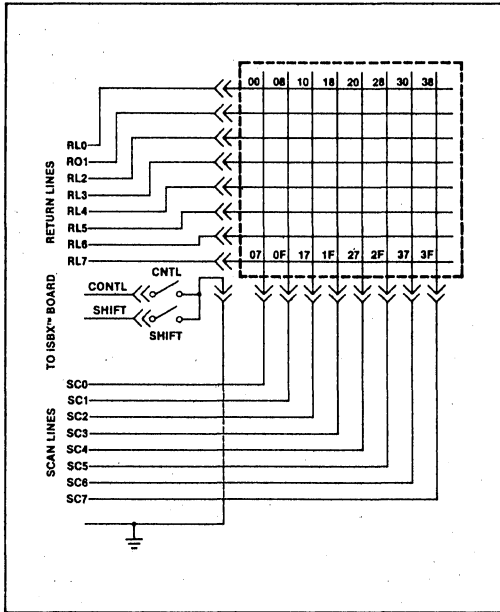 00 08 10 18 20 28 30 38
RL0
RO1
RL2
RL3
RL4
RL5
RL6
RL7
RETURN LINES
07 0F 17 1F 27 2F 37 3F
TO iSBX™ BOARD
CONTL
CNTL
SHIFT
SHIFT
SC0
SC1
SC2
SC3
SC4
SC5
SC6
SC7
SCAN LINES